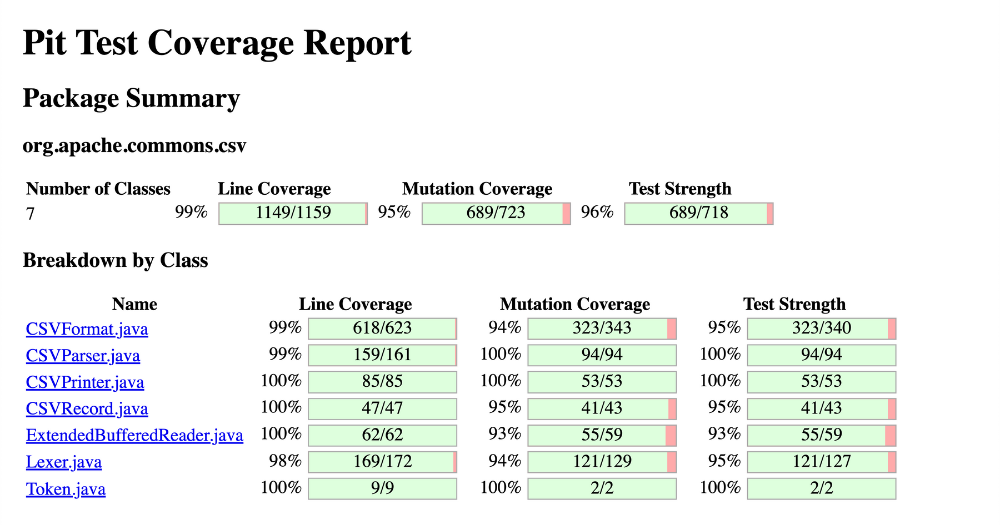 Pit Test Coverage Report
Package Summary
org.apache.commons.csv
Number of Classes Line Coverage Mutation Coverage Test Strength
7 99% 1149/1159 95% 689/723 96% 689/718
Breakdown by Class
Name Line Coverage Mutation Coverage Test Strength
CSVFormat.java 99% 618/623 94% 323/343 95% 323/340
CSVParser.java 99% 159/161 100% 94/94 100% 94/94
CSVPrinter.java 100% 85/85 100% 53/53 100% 53/53
CSVRecord.java 100% 47/47 95% 41/43 95% 41/43
ExtendedBufferedReader.java 100% 62/62 93% 55/59 93% 55/59
Lexer.java 98% 169/172 94% 121/129 95% 121/127
Token.java 100% 9/9 100% 2/2 100% 2/2